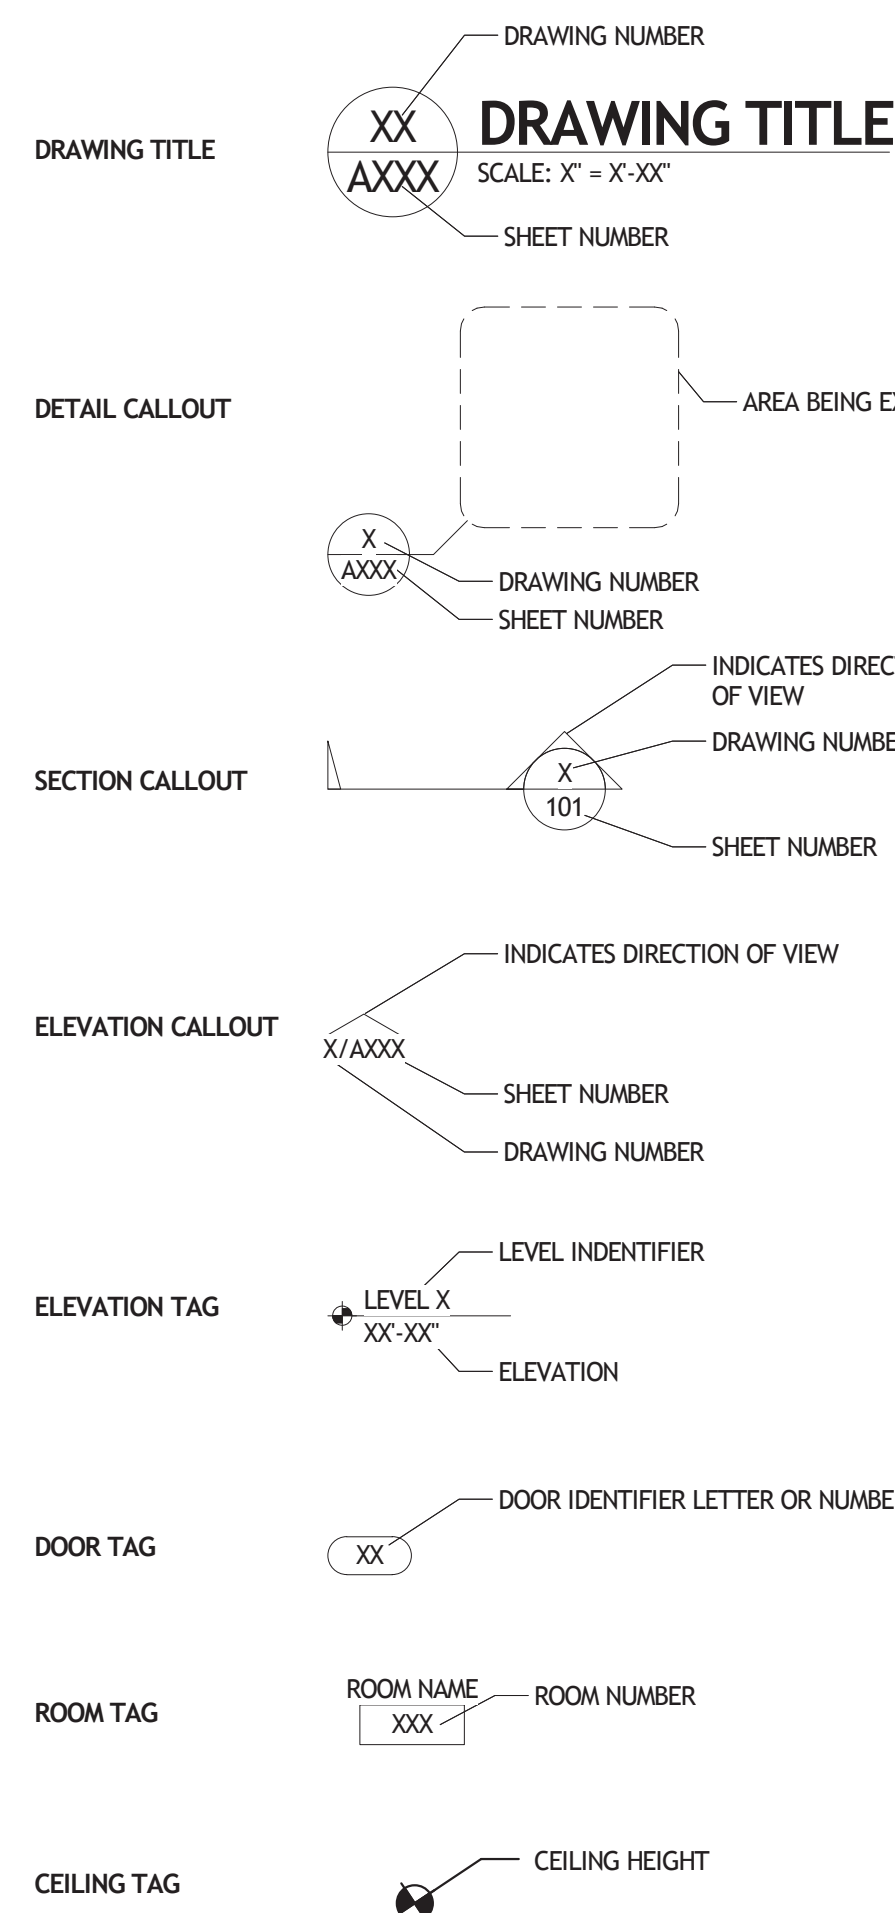 DRAWING NUMBER
DRAWING TITLE
XX
DRAWING TITLE
AXXX
SCALE: X" = X'-XX"
SHEET NUMBER
DETAIL CALLOUT
AREA BEING
X
AXXX
DRAWING NUMBER
SHEET NUMBER
INDICATES
OF VIEW
DRAWING
SECTION CALLOUT
X
101
SHEET NUMBER
INDICATES DIRECTION OF VIEW
ELEVATION CALLOUT
X/AXXX
SHEET NUMBER
DRAWING NUMBER
LEVEL INDENTIFIER
ELEVATION TAG
LEVEL X
XX'-XX"
ELEVATION
DOOR IDENTIFIER LETTER OR
DOOR TAG
XX
ROOM NAME
ROOM NUMBER
ROOM TAG
XXX
CEILING HEIGHT
CEILING TAG